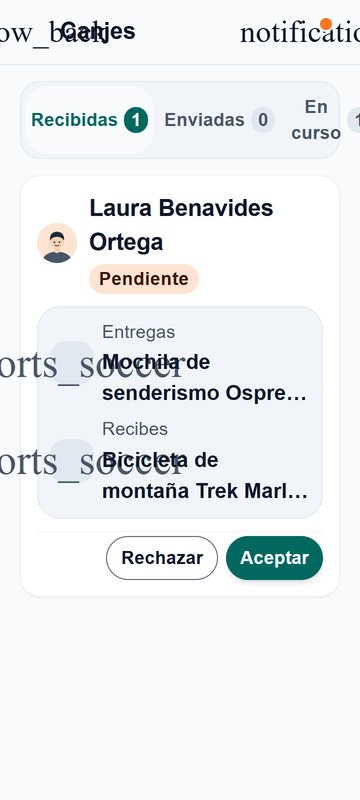 ow_back Canjes notificatio
Recibidas 1 Enviadas 0 En curso 1
Laura Benavides
Ortega
Pendiente
Entregas
orts_soccer Mochila de
senderismo Ospre…
Recibes
orts_soccer Bicicleta de
montaña Trek Marl…
Rechazar Aceptar